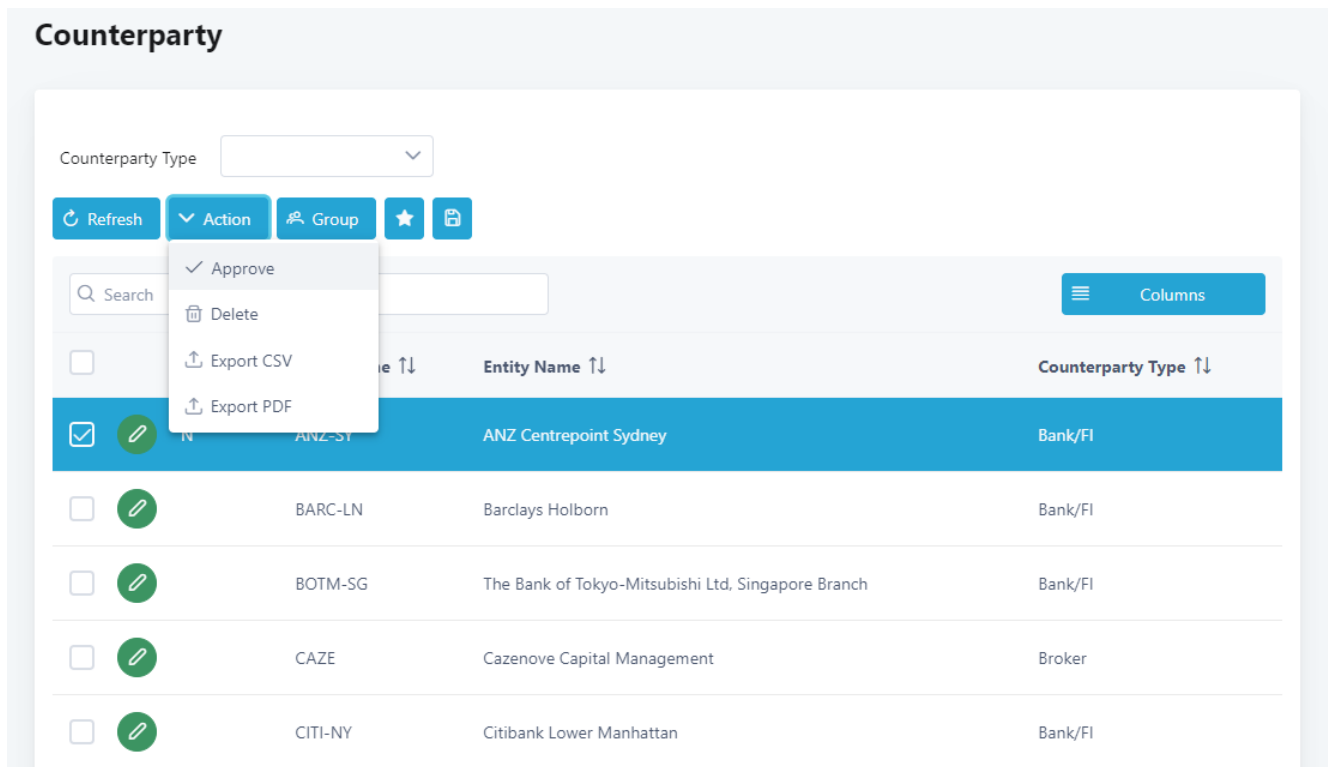 Counterparty
Counterparty Type
Refresh Action Group
Approve
Search
Columns
Delete
Export CSV
Entity Name Counterparty Type
Export PDF
N ANZ-SY ANZ Centrepoint Sydney Bank/FI
BARC-LN Barclays Holborn Bank/FI
BOTM-SG The Bank of Tokyo-Mitsubishi Ltd, Singapore Branch Bank/FI
CAZE Cazenove Capital Management Broker
CITI-NY Citibank Lower Manhattan Bank/FI